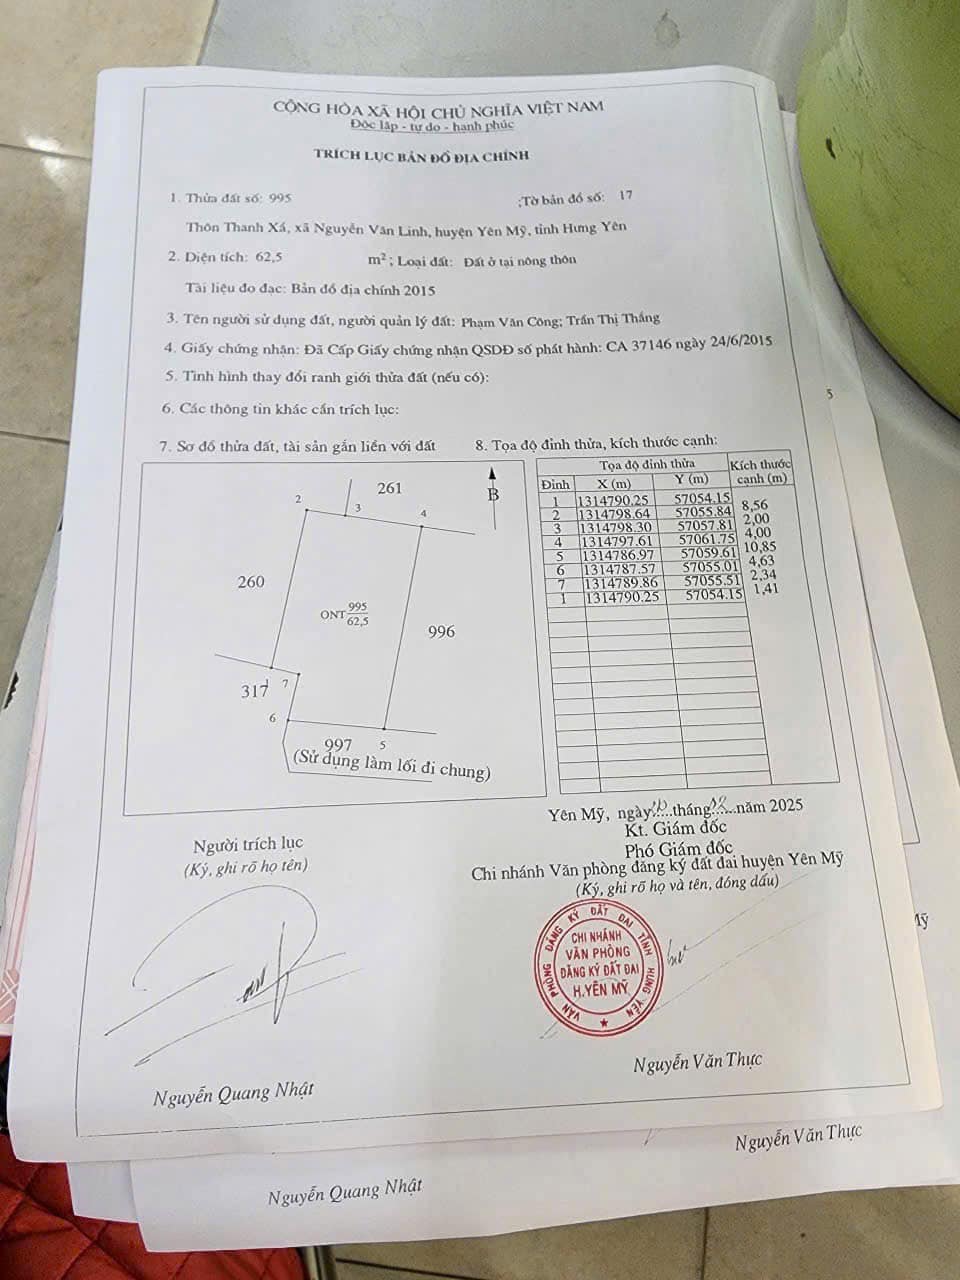 CỘNG HÒA XÃ HỘI CHỦ NGHĨA VIỆT NAM
Độc lập - tự do - hạnh phúc
TRÍCH LỤC BẢN ĐỒ ĐỊA CHÍNH
1. Thửa đất số: 995 ;Tờ bản đồ số: 17
Thôn Thanh Xá, xã Nguyễn Văn Linh, huyện Yên Mỹ, tỉnh Hưng Yên
2. Diện tích: 62,5 m²; Loại đất: Đất ở tại nông thôn
Tài liệu đo đạc: Bản đồ địa chính 2015
3. Tên người sử dụng đất, người quản lý đất: Phạm Văn Công; Trần Thị Thắng
4. Giấy chứng nhận: Đã Cấp Giấy chứng nhận QSDĐ số phát hành: CA 37146 ngày 24/6/2015
5. Tình hình thay đổi ranh giới thửa đất (nếu có):
6. Các thông tin khác cần trích lục:
7. Sơ đồ thửa đất, tài sản gắn liền với đất
261
B
2
3
4
260
ONT 995
62,5
996
1
317
7
6
997
5
(Sử dụng làm lối đi chung)
8. Tọa độ đỉnh thửa, kích thước cạnh:
Tọa độ đỉnh thửa Kích thước
Đỉnh X (m) Y (m) cạnh (m)
1 1314790.25 57054.15
8,56
2 1314798.64 57055.84
2,00
3 1314798.30 57057.81
4,00
4 1314797.61 57061.75
10,85
5 1314786.97 57059.61
4,63
6 1314787.57 57055.01
2,34
7 1314789.86 57055.51
1,41
1 1314790.25 57054.15
Yên Mỹ, ngày.....tháng.....năm 2025
Kt. Giám đốc
Phó Giám đốc
Chi nhánh Văn phòng đăng ký đất đai huyện Yên Mỹ
(Ký, ghi rõ họ và tên, đóng dấu)
Người trích lục
(Ký, ghi rõ họ tên)
VĂN PHÒNG ĐĂNG KÝ ĐẤT ĐAI TỈNH HƯNG YÊN
CHI NHÁNH
VĂN PHÒNG
ĐĂNG KÝ ĐẤT ĐAI
H.YÊN MỸ
Nguyễn Quang Nhật
Nguyễn Văn Thực
5
Mỹ
Nguyễn Văn Thực
Nguyễn Quang Nhật